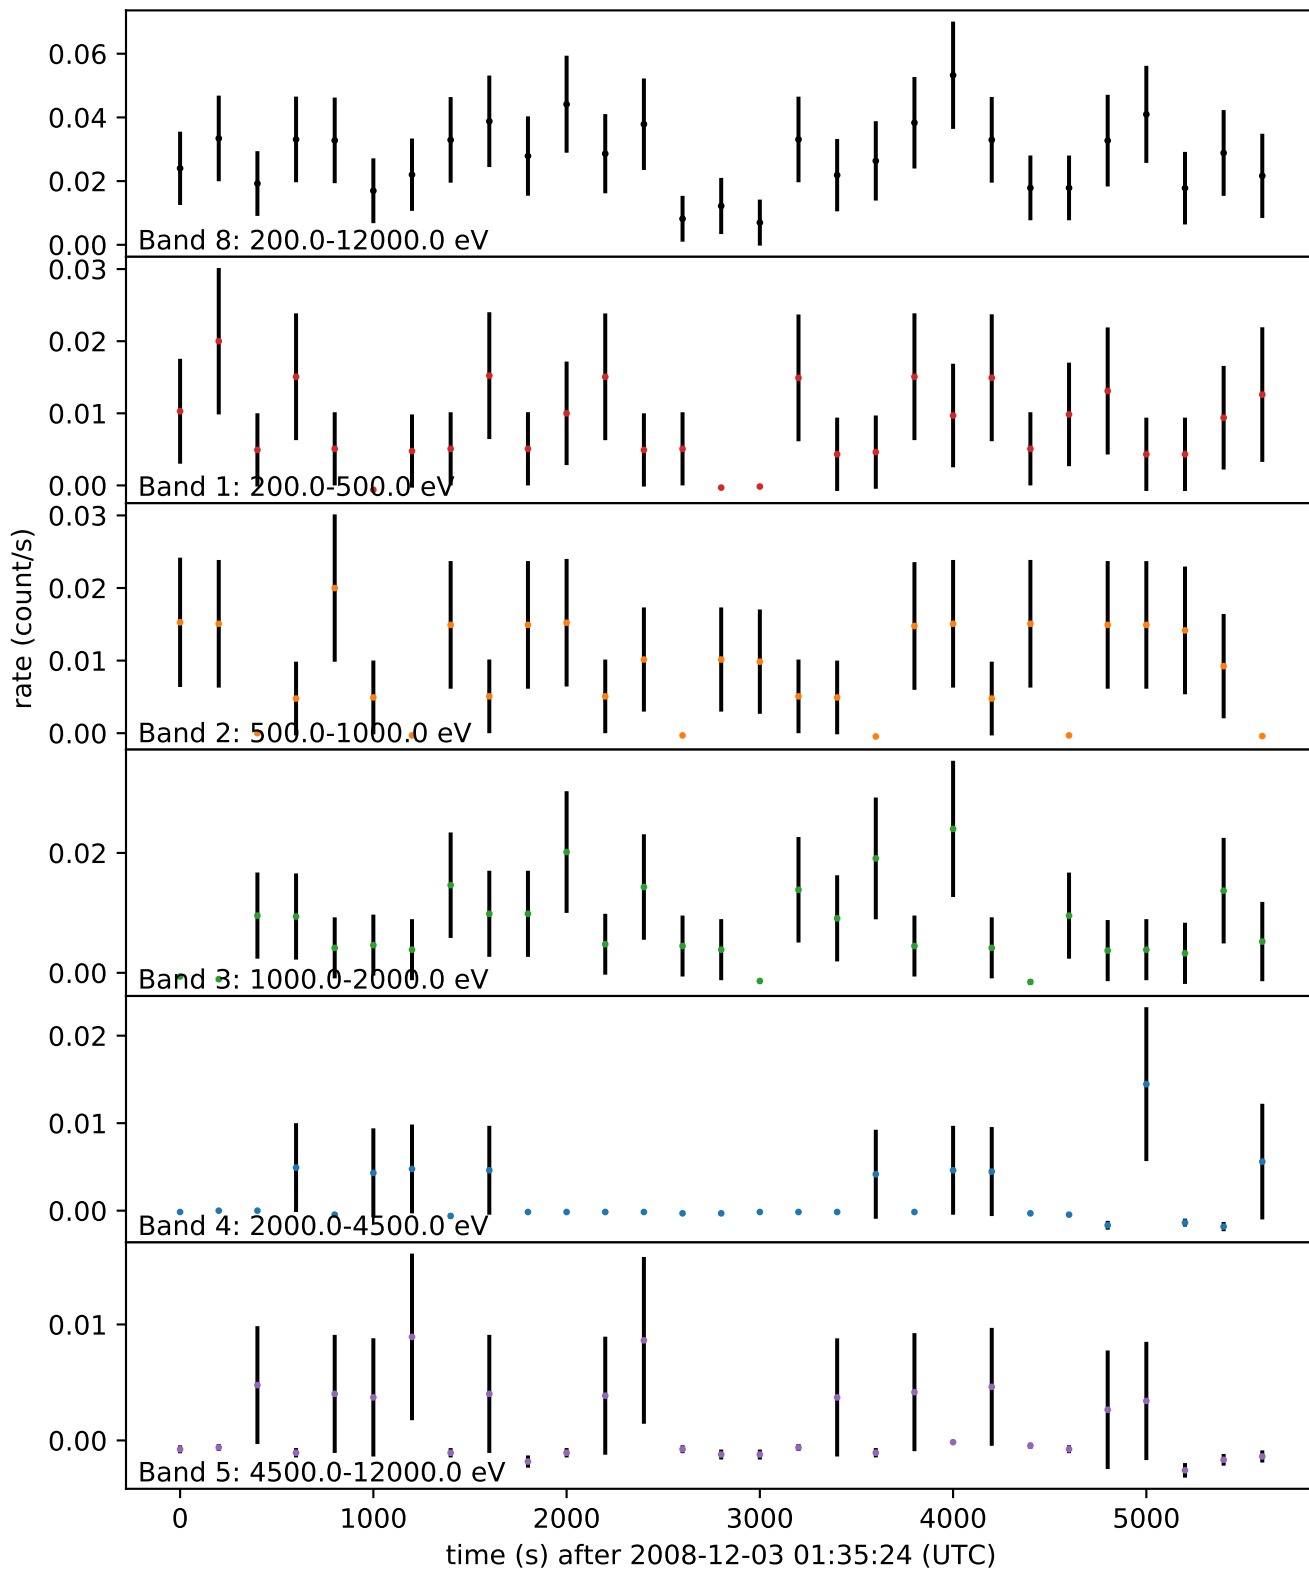 0.06
0.04
0.02
0.00
Band 8: 200.0-12000.0 eV
0.03
0.02
0.01
0.00
Band 1: 200.0-500.0 eV
rate (count/s)
0.03
0.02
0.01
0.00
Band 2: 500.0-1000.0 eV
0.02
0.00
Band 3: 1000.0-2000.0 eV
0.02
0.01
0.00
Band 4: 2000.0-4500.0 eV
0.01
0.00
Band 5: 4500.0-12000.0 eV
0 1000 2000 3000 4000 5000
time (s) after 2008-12-03 01:35:24 (UTC)